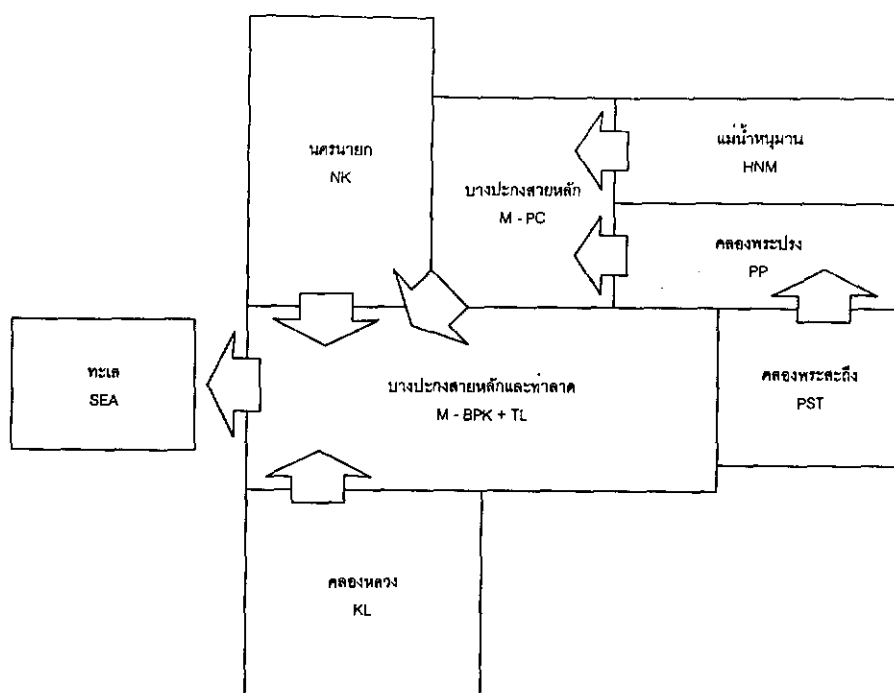 นครนายก
NK
บางปะกงสายหลัก
M - PC
แม่น้ำหนุมาน
HNM
คลองพระปรง
PP
ทะเล
SEA
บางปะกงสายหลักและท่าลาด
M - BPK + TL
คลองพระสะถึง
PST
คลองหลวง
KL